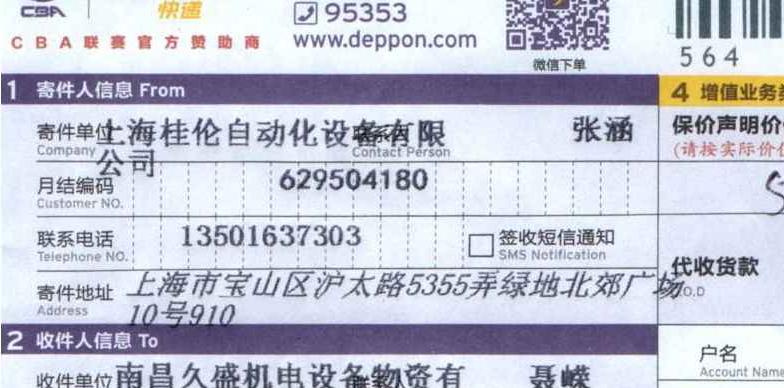 CBA 快递
95353
CBA联赛官方赞助商
www.deppon.com
微信下单
564
1 寄件人信息 From
4 增值业务
寄件单位 上海桂伦自动化设备有限公司
Company
联系人 张涵
Contact Person
保价声明价
(请按实际价
月结编码 629504180
Customer NO.
联系电话 13501637303
Telephone NO.
签收短信通知
SMS Notification
代收货款
C.O.D
寄件地址 上海市宝山区沪太路5355弄绿地北郊广场
Address 10号910
2 收件人信息 To
户名
Account Name
收件单位 南昌久盛机电设备物资有
联系人 聂嵘